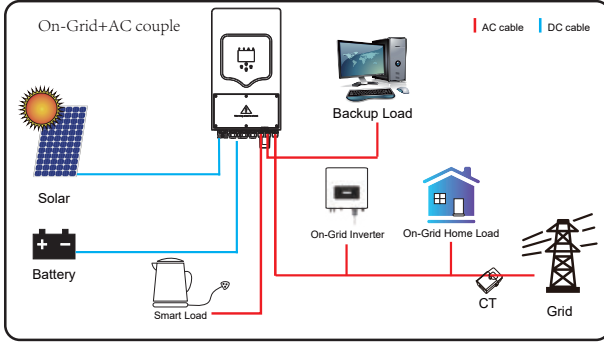 On-Grid+AC couple
AC cable
DC cable
Backup Load
Solar
On-Grid Inverter
On-Grid Home Load
Battery
Smart Load
CT
Grid